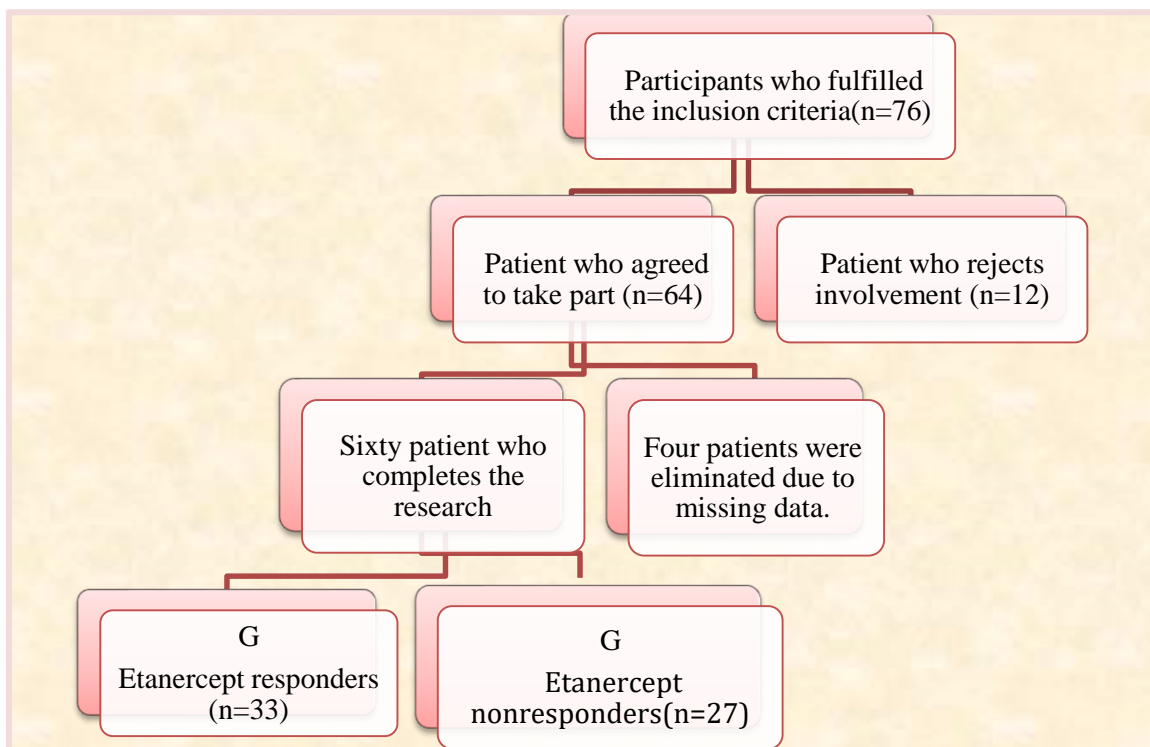 Participants who fulfilled
the inclusion criteria(n=76)
Patient who agreed
to take part (n=64)
Patient who rejects
involvement (n=12)
Sixty patient who
completes the
research
Four patients were
eliminated due to
missing data.
G
Etanercept responders
(n=33)
G
Etanercept
nonresponders(n=27)